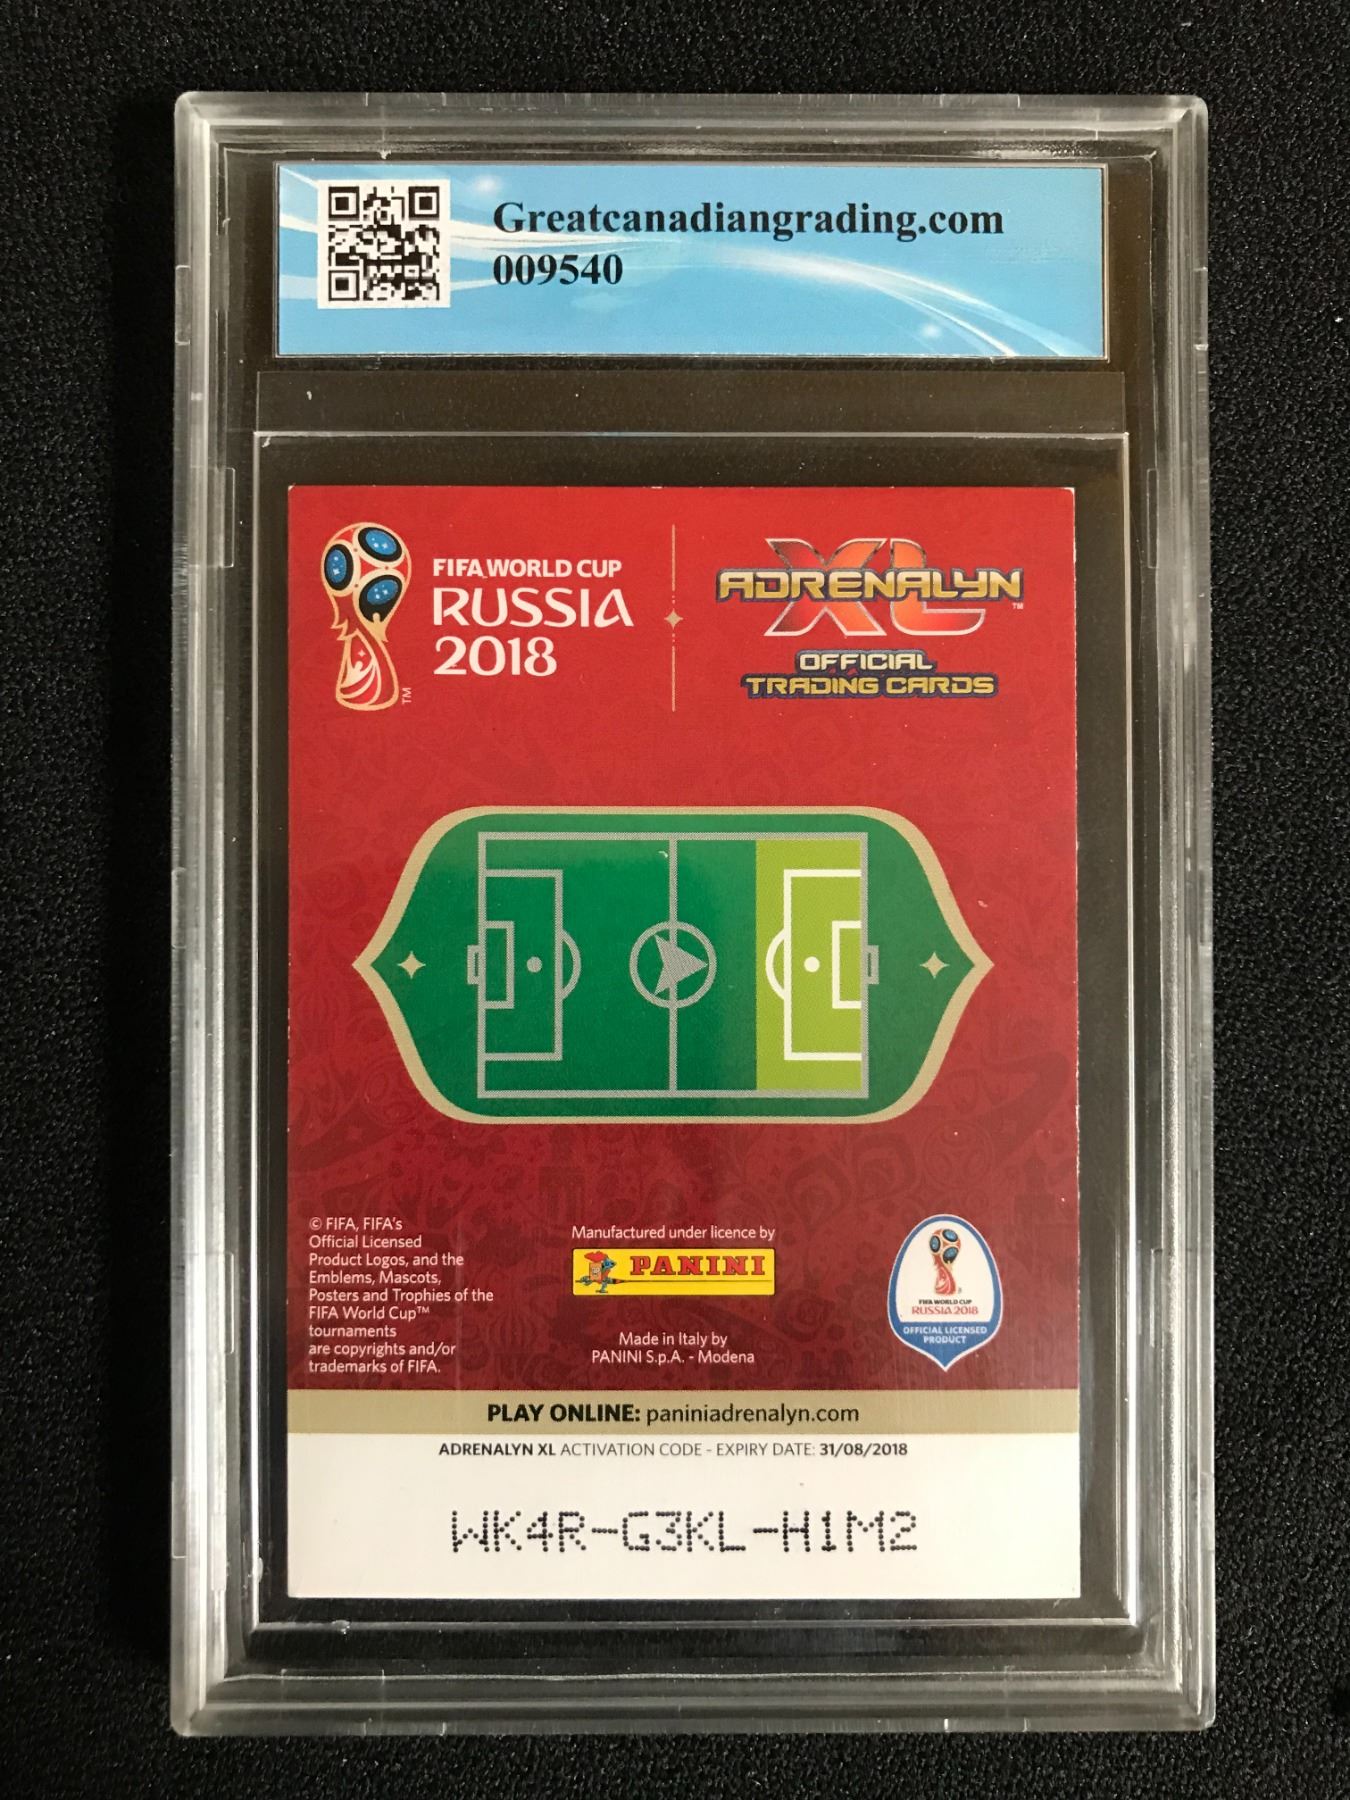 Greatcanadiangrading.com
009540
FIFA WORLD CUP
RUSSIA
2018
TM
ADRENALYN
XL
TM
OFFICIAL
TRADING CARDS
© FIFA, FIFA's
Official Licensed
Product Logos, and the
Emblems, Mascots,
Posters and Trophies of the
FIFA World Cup™
tournaments
are copyrights and/or
trademarks of FIFA.
Manufactured under licence by
PANINI
Made in Italy by
PANINI S.p.A. - Modena
FIFA WORLD CUP
RUSSIA 2018
OFFICIAL LICENSED
PRODUCT
PLAY ONLINE: paniniadrenalyn.com
ADRENALYN XL ACTIVATION CODE - EXPIRY DATE: 31/08/2018
WK4R-G3KL-H1M2